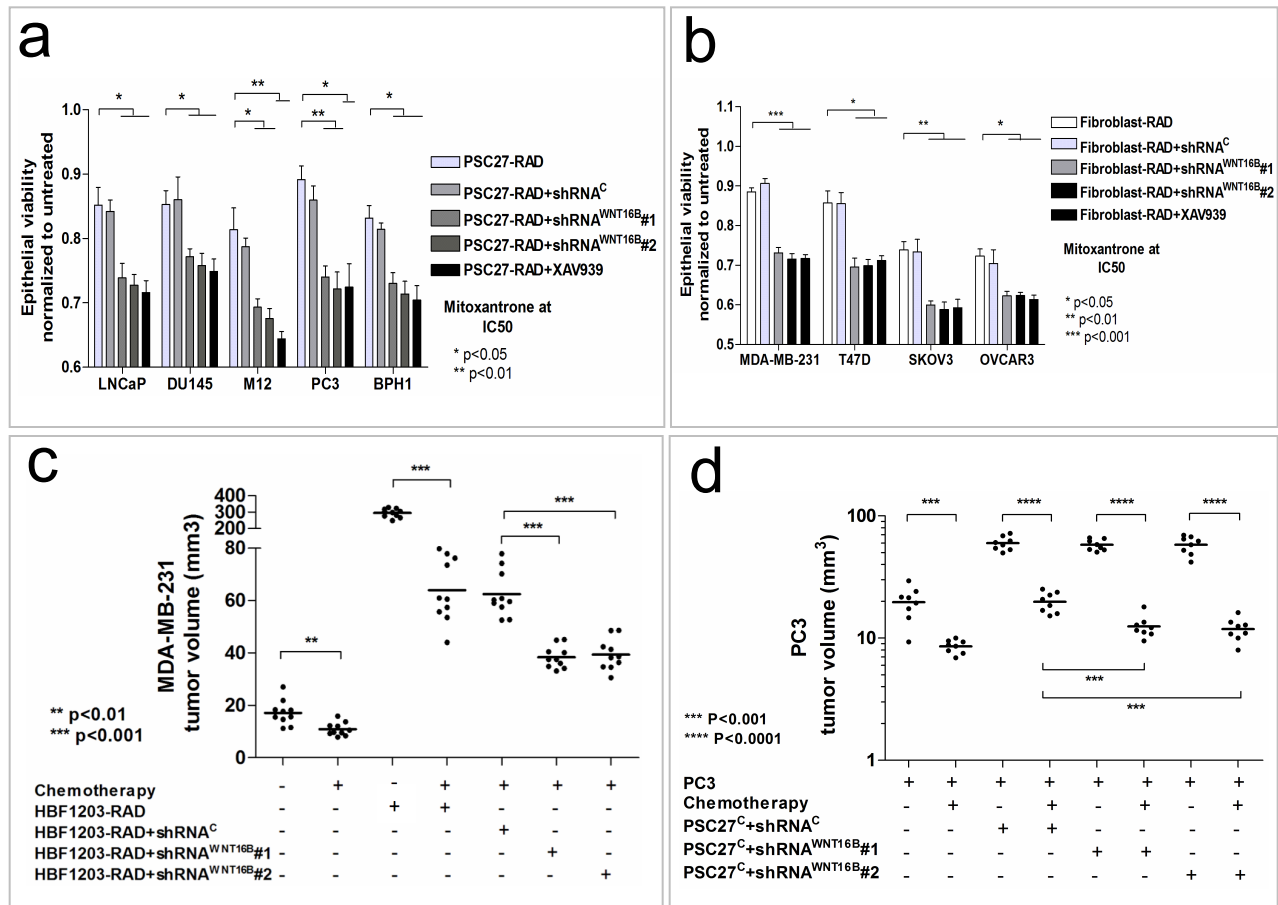 a
Epithelial viability
normalized to untreated
1.0
0.9
0.8
0.7
0.6
*
*
**
*
*
**
*
LNCaP
DU145
M12
PC3
BPH1
PSC27-RAD
PSC27-RAD+shRNAC
PSC27-RAD+shRNAWNT16B#1
PSC27-RAD+shRNAWNT16B#2
PSC27-RAD+XAV939
Mitoxantrone at
IC50
* p<0.05
** p<0.01
b
Epithelial viability
normalized to untreated
1.1
1.0
0.9
0.8
0.7
0.6
0.5
***
*
**
*
MDA-MB-231
T47D
SKOV3
OVCAR3
Fibroblast-RAD
Fibroblast-RAD+shRNAC
Fibroblast-RAD+shRNAWNT16B#1
Fibroblast-RAD+shRNAWNT16B#2
Fibroblast-RAD+XAV939
Mitoxantrone at
IC50
* p<0.05
** p<0.01
*** p<0.001
c
MDA-MB-231
tumor volume (mm3)
400
300
200
80
60
40
20
0
**
***
***
***
** p<0.01
*** p<0.001
Chemotherapy - + - + + + +
HBF1203-RAD - - + + - - -
HBF1203-RAD+shRNAC - - - - + - -
HBF1203-RAD+shRNAWNT16B#1 - - - - - + -
HBF1203-RAD+shRNAWNT16B#2 - - - - - - +
d
PC3
tumor volume (mm3)
100
10
1
***
****
****
****
***
***
*** P<0.001
**** P<0.0001
PC3 + + + + + + + +
Chemotherapy - + - + - + - +
PSC27C+shRNAC - - + + - - - -
PSC27C+shRNAWNT16B#1 - - - - + + - -
PSC27C+shRNAWNT16B#2 - - - - - - + +